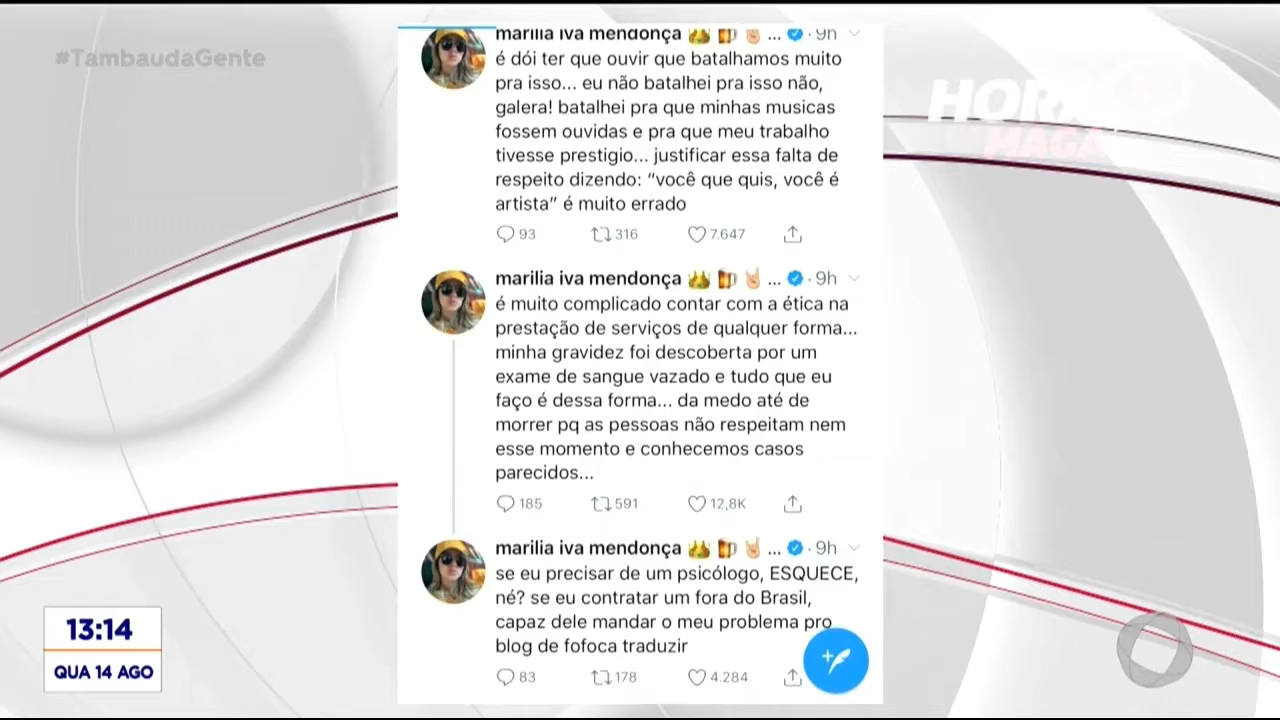 #TambaudaGente
HORA
MAGA
marilia iva mendonça 👑 🍺 🤘🏻 ... · 9h
é dói ter que ouvir que batalhamos muito
pra isso... eu não batalhei pra isso não,
galera! batalhei pra que minhas musicas
fossem ouvidas e pra que meu trabalho
tivesse prestigio... justificar essa falta de
respeito dizendo: “você que quis, você é
artista” é muito errado
93 316 7.647
marilia iva mendonça 👑 🍺 🤘🏻 ... · 9h
é muito complicado contar com a ética na
prestação de serviços de qualquer forma...
minha gravidez foi descoberta por um
exame de sangue vazado e tudo que eu
faço é dessa forma... da medo até de
morrer pq as pessoas não respeitam nem
esse momento e conhecemos casos
parecidos...
185 591 12,8K
marilia iva mendonça 👑 🍺 🤘🏻 ... · 9h
se eu precisar de um psicólogo, ESQUECE,
né? se eu contratar um fora do Brasil,
capaz dele mandar o meu problema pro
blog de fofoca traduzir
83 178 4.284
13:14
QUA 14 AGO